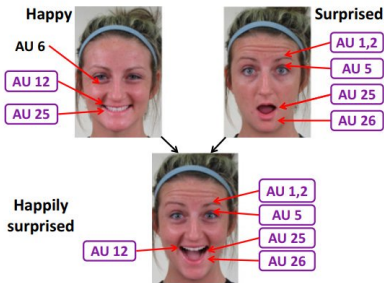 Happy
AU 6
AU 12
AU 25
Surprised
AU 1,2
AU 5
AU 25
AU 26
Happily
surprised
AU 12
AU 1,2
AU 5
AU 25
AU 26